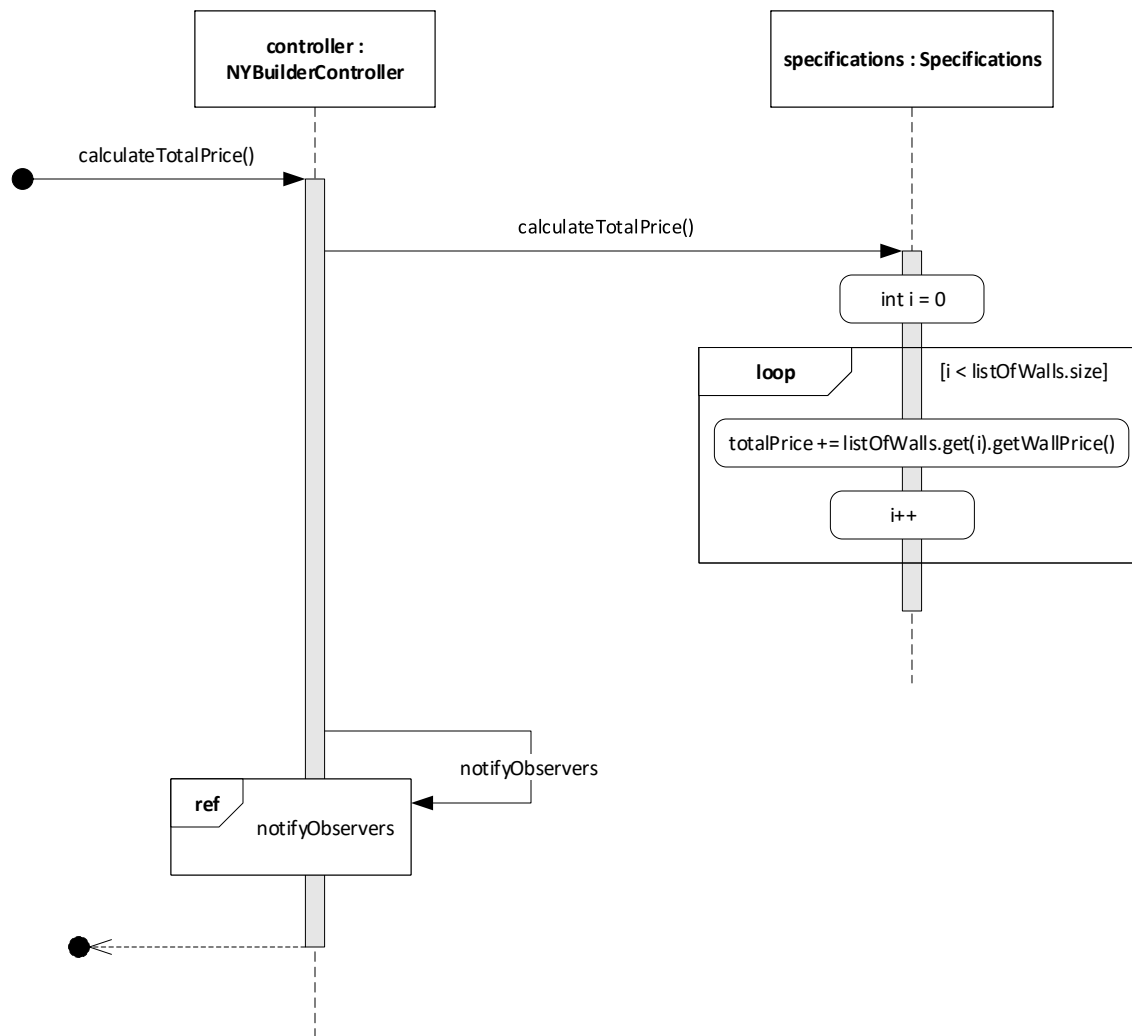 controller :
NYBuilderController
specifications : Specifications
calculateTotalPrice()
calculateTotalPrice()
int i = 0
loop
[i < listOfWalls.size]
totalPrice += listOfWalls.get(i).getWallPrice()
i++
notifyObservers
ref
notifyObservers